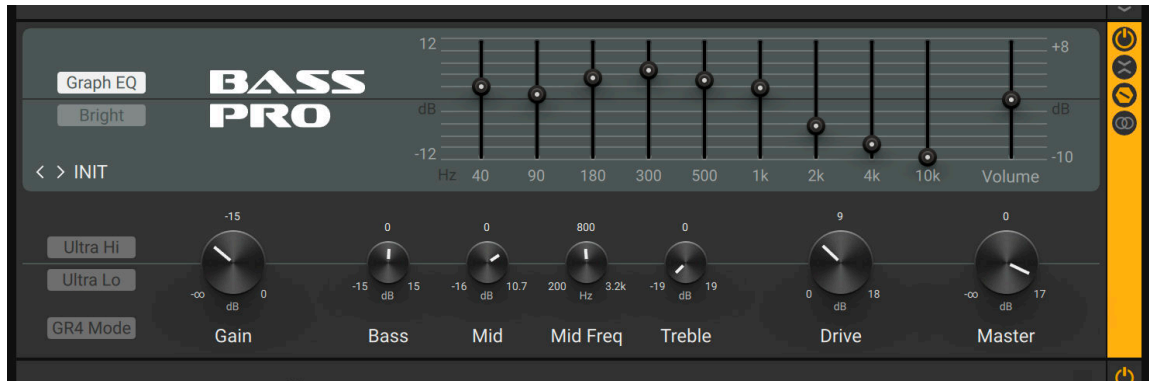 12
+8
Graph EQ
BASS
PRO
Bright
dB
dB
-12
-10
< > INIT
Hz 40 90 180 300 500 1k 2k 4k 10k Volume
-15
0
0
800
0
9
0
Ultra Hi
Ultra Lo
GR4 Mode
-∞ dB 0
-15 dB 15
-16 dB 10.7
200 Hz 3.2k
-19 dB 19
0 dB 18
-∞ dB 17
Gain
Bass
Mid
Mid Freq
Treble
Drive
Master